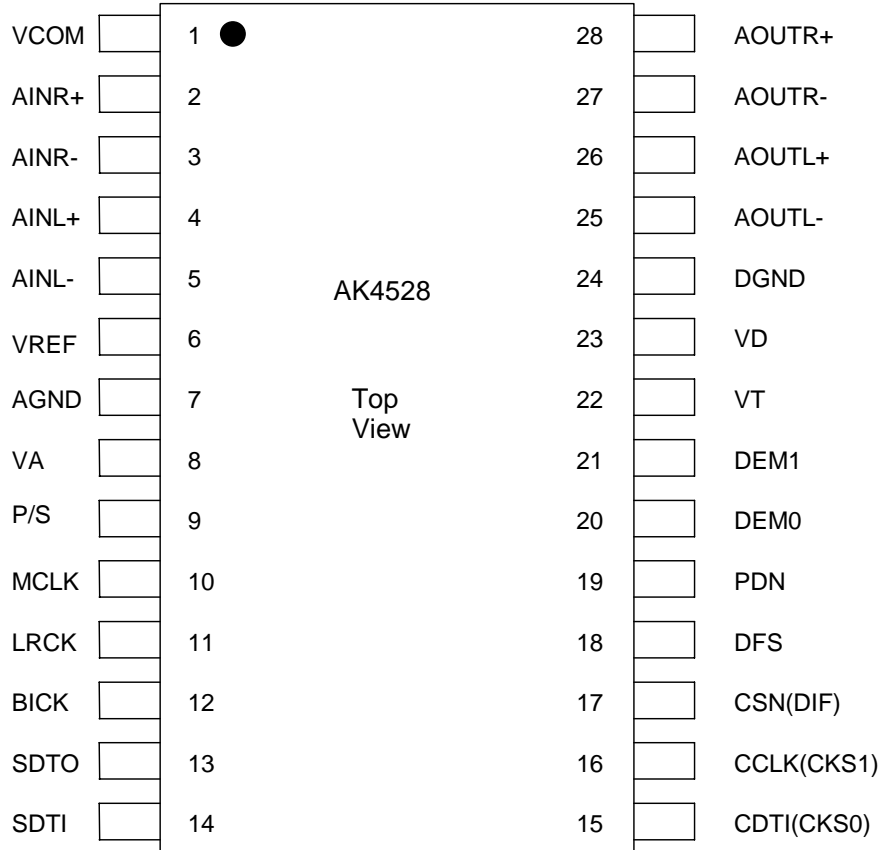 VCOM 1 28 AOUTR+
AINR+ 2 27 AOUTR-
AINR- 3 26 AOUTL+
AINL+ 4 25 AOUTL-
AINL- 5 24 DGND
AK4528
VREF 6 23 VD
AGND 7 22 VT
Top
View
VA 8 21 DEM1
P/S 9 20 DEM0
MCLK 10 19 PDN
LRCK 11 18 DFS
BICK 12 17 CSN(DIF)
SDTO 13 16 CCLK(CKS1)
SDTI 14 15 CDTI(CKS0)